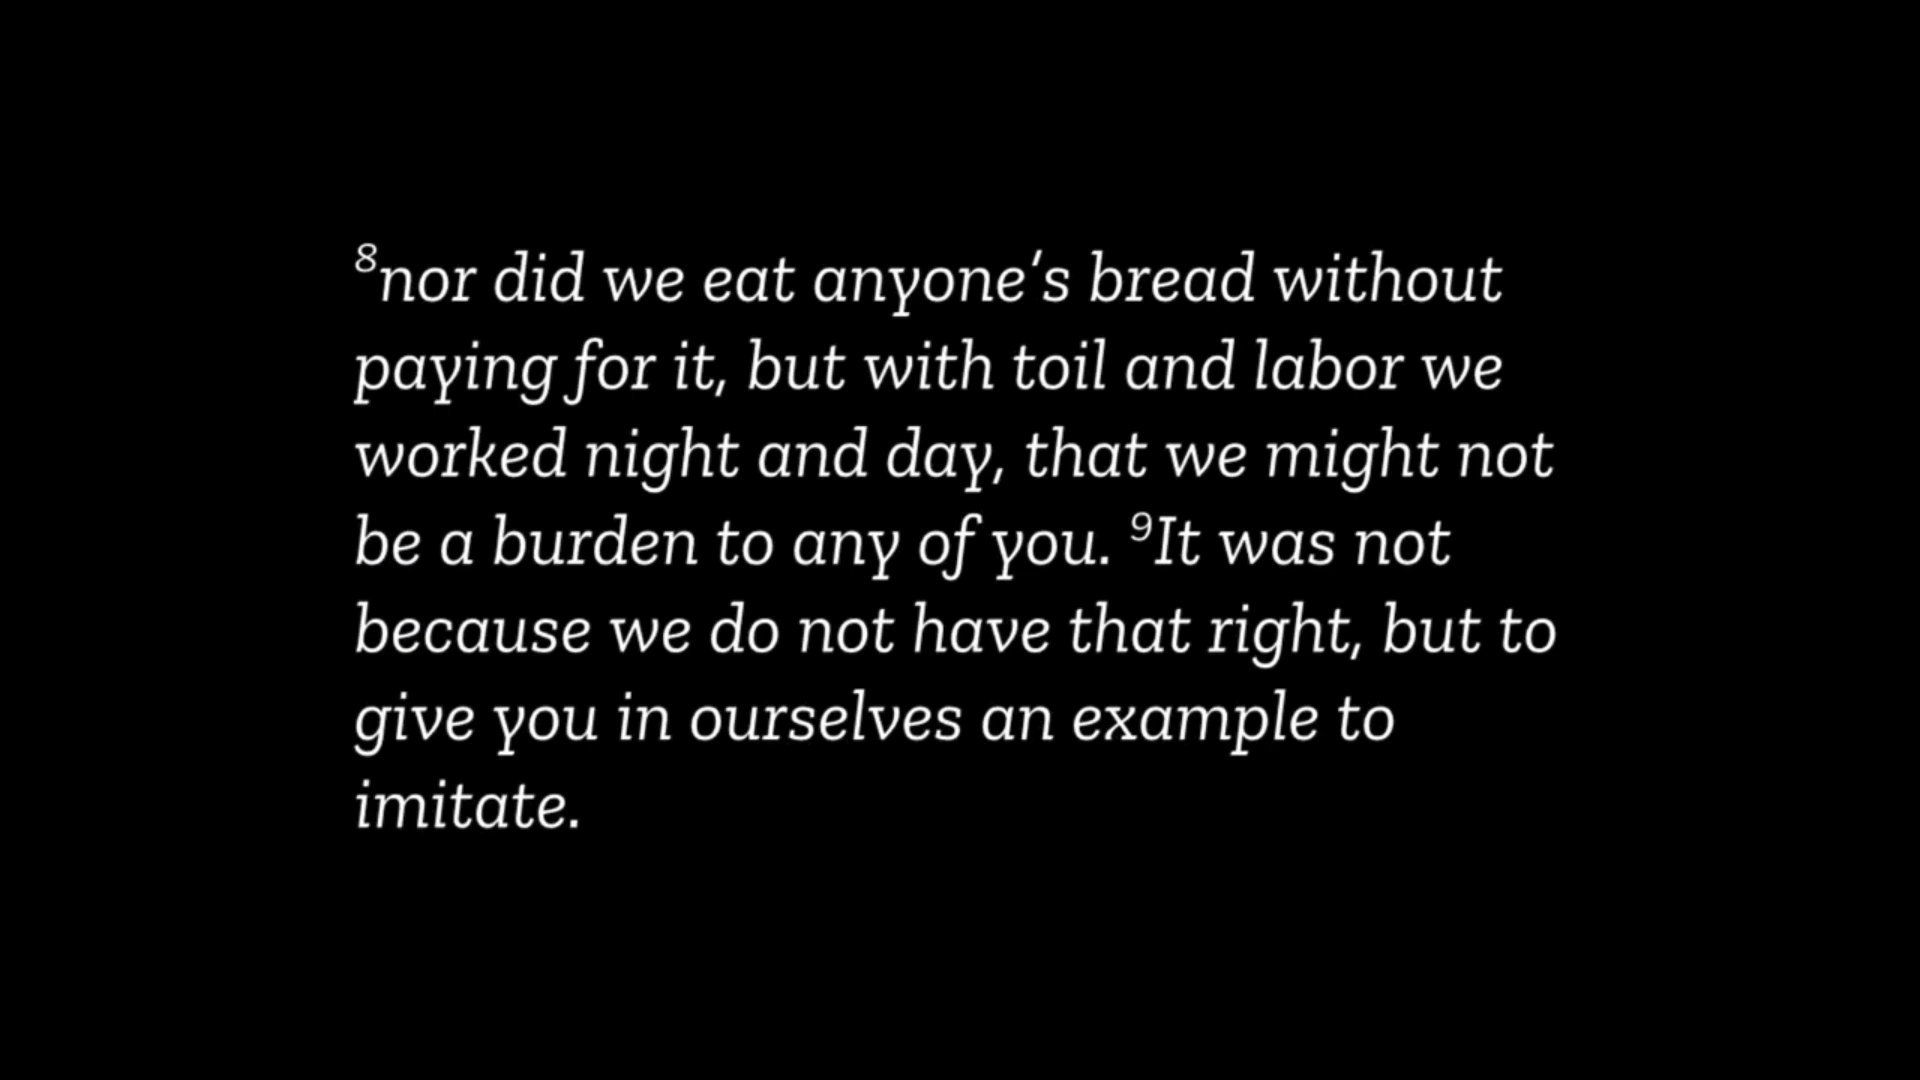 ⁸nor did we eat anyone’s bread without
paying for it, but with toil and labor we
worked night and day, that we might not
be a burden to any of you. ⁹It was not
because we do not have that right, but to
give you in ourselves an example to
imitate.